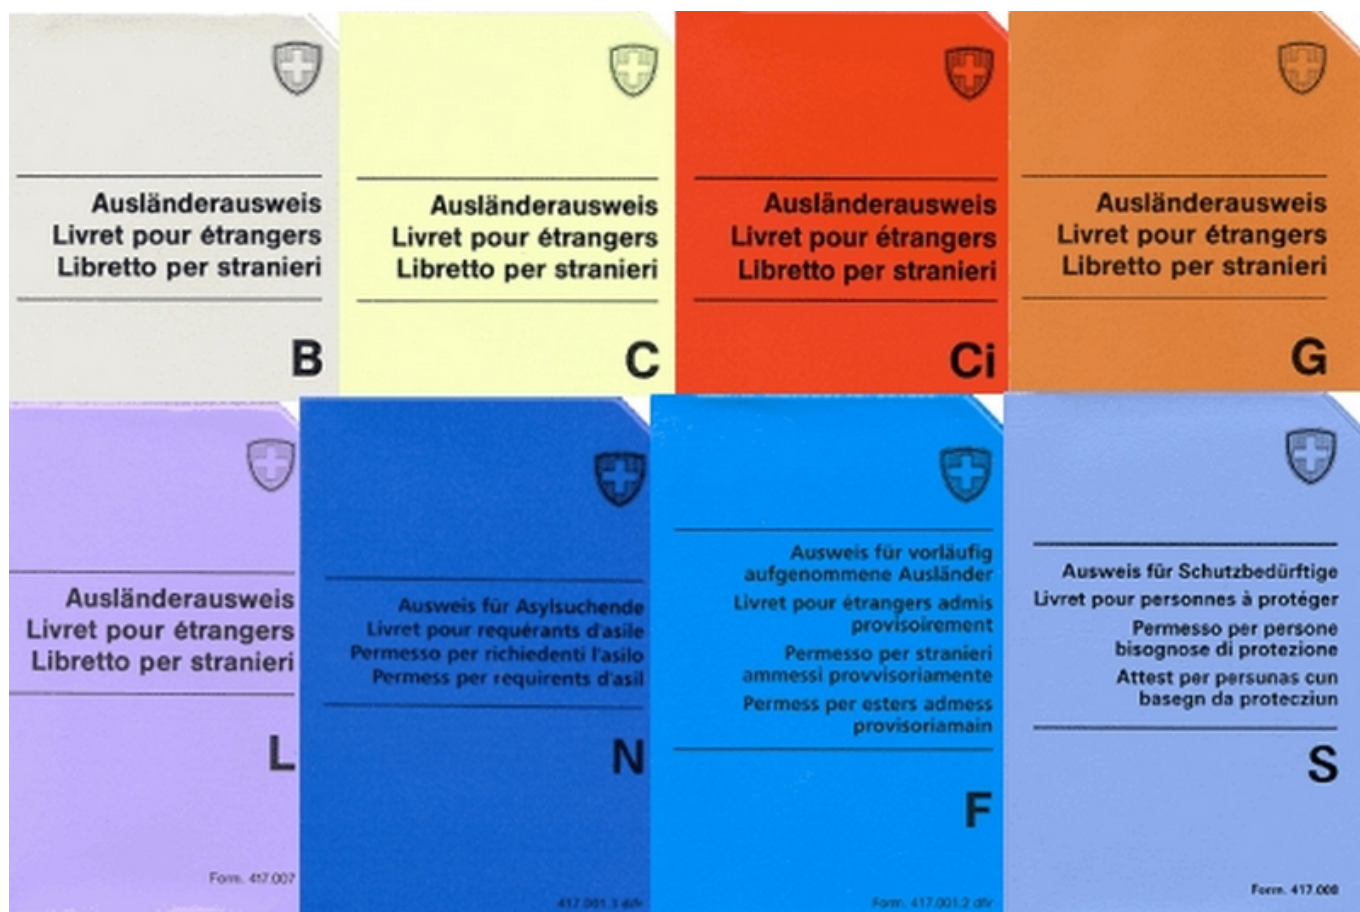 Ausländerausweis
Livret pour étrangers
Libretto per stranieri
B
Ausländerausweis
Livret pour étrangers
Libretto per stranieri
C
Ausländerausweis
Livret pour étrangers
Libretto per stranieri
Ci
Ausländerausweis
Livret pour étrangers
Libretto per stranieri
G
Ausländerausweis
Livret pour étrangers
Libretto per stranieri
L
Form. 417.007
Ausweis für Asylsuchende
Livret pour requérants d'asile
Permesso per richiedenti l'asilo
Permess per requirents d'asil
N
417.001.1
Ausweis für vorläufig
aufgenommene Ausländer
Livret pour étrangers admis
provisoirement
Permesso per stranieri
ammessi provvisoriamente
Permess per esters admess
provisoriamain
F
Form. 417.001.2 dfir
Ausweis für Schutzbedürftige
Livret pour personnes à protéger
Permesso per persone
bisognose di protezione
Attest per persunas cun
basegn da protecziun
S
Form. 417.008